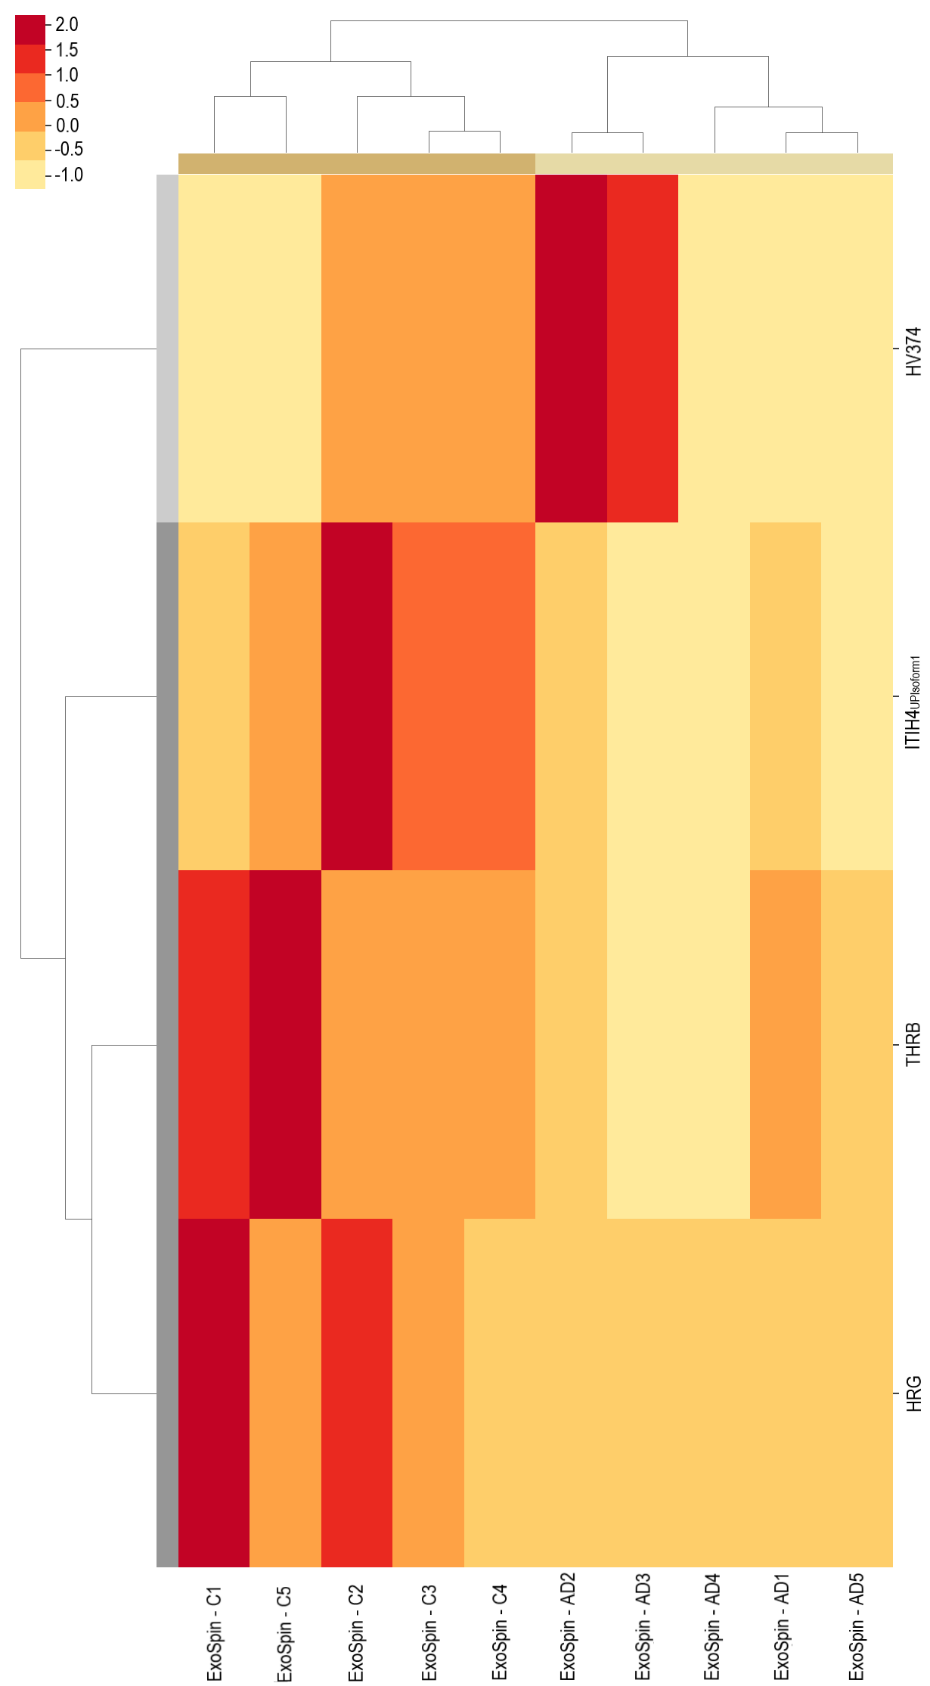 2.0
1.5
1.0
0.5
0.0
-0.5
-1.0
HV374
ITIH4UPIsoform1
THRB
HRG
ExoSpin - C1
ExoSpin - C5
ExoSpin - C2
ExoSpin - C3
ExoSpin - C4
ExoSpin - AD2
ExoSpin - AD3
ExoSpin - AD4
ExoSpin - AD1
ExoSpin - AD5